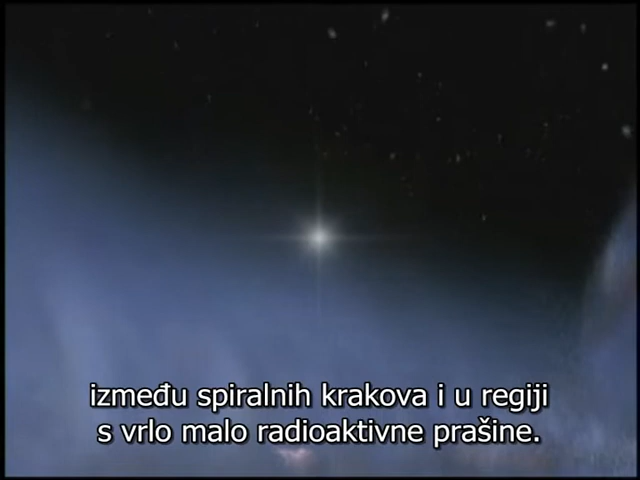 između spiralnih krakova i u regiji
s vrlo malo radioaktivne prašine.